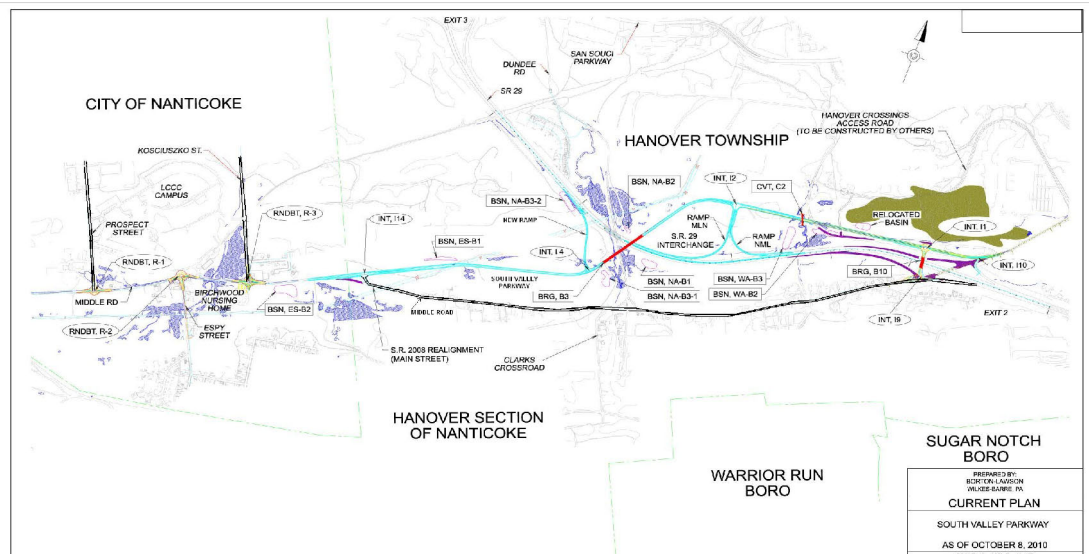 EXIT 3
SAN SOUCI
PARKWAY
DUNDEE
RD
SR 29
CITY OF NANTICOKE
HANOVER TOWNSHIP
HANOVER CROSSINGS
ACCESS ROAD
(TO BE CONSTRUCTED BY OTHERS)
KOSCIUSZKO ST.
LCCC
CAMPUS
PROSPECT
STREET
RNDBT, R-1
MIDDLE RD
RNDBT, R-2
BIRCHWOOD
NURSING
HOME
ESPY
STREET
RNDBT, R-3
BSN, ES-B2
INT, I14
BSN, ES-B1
S.R. 2008 REALIGNMENT
(MAIN STREET)
MIDDLE ROAD
SOUTH VALLEY
PARKWAY
BSN, NA-B3-2
NEW RAMP
INT, I4
BRG, B3
BSN, NA-B2
BSN, NA-B1
BSN, NA-B3-1
INT, I2
RAMP
MLN
S.R. 29
INTERCHANGE
RAMP
NML
CVT, C2
BSN, WA-B3
BSN, WA-B2
RELOCATED
BASIN
INT, I1
INT, I10
BRG, B10
INT, I9
EXIT 2
CLARKS
CROSSROAD
HANOVER SECTION
OF NANTICOKE
WARRIOR RUN
BORO
SUGAR NOTCH
BORO
PREPARED BY:
BORTON-LAWSON
WILKES-BARRE, PA
CURRENT PLAN
SOUTH VALLEY PARKWAY
AS OF OCTOBER 8, 2010